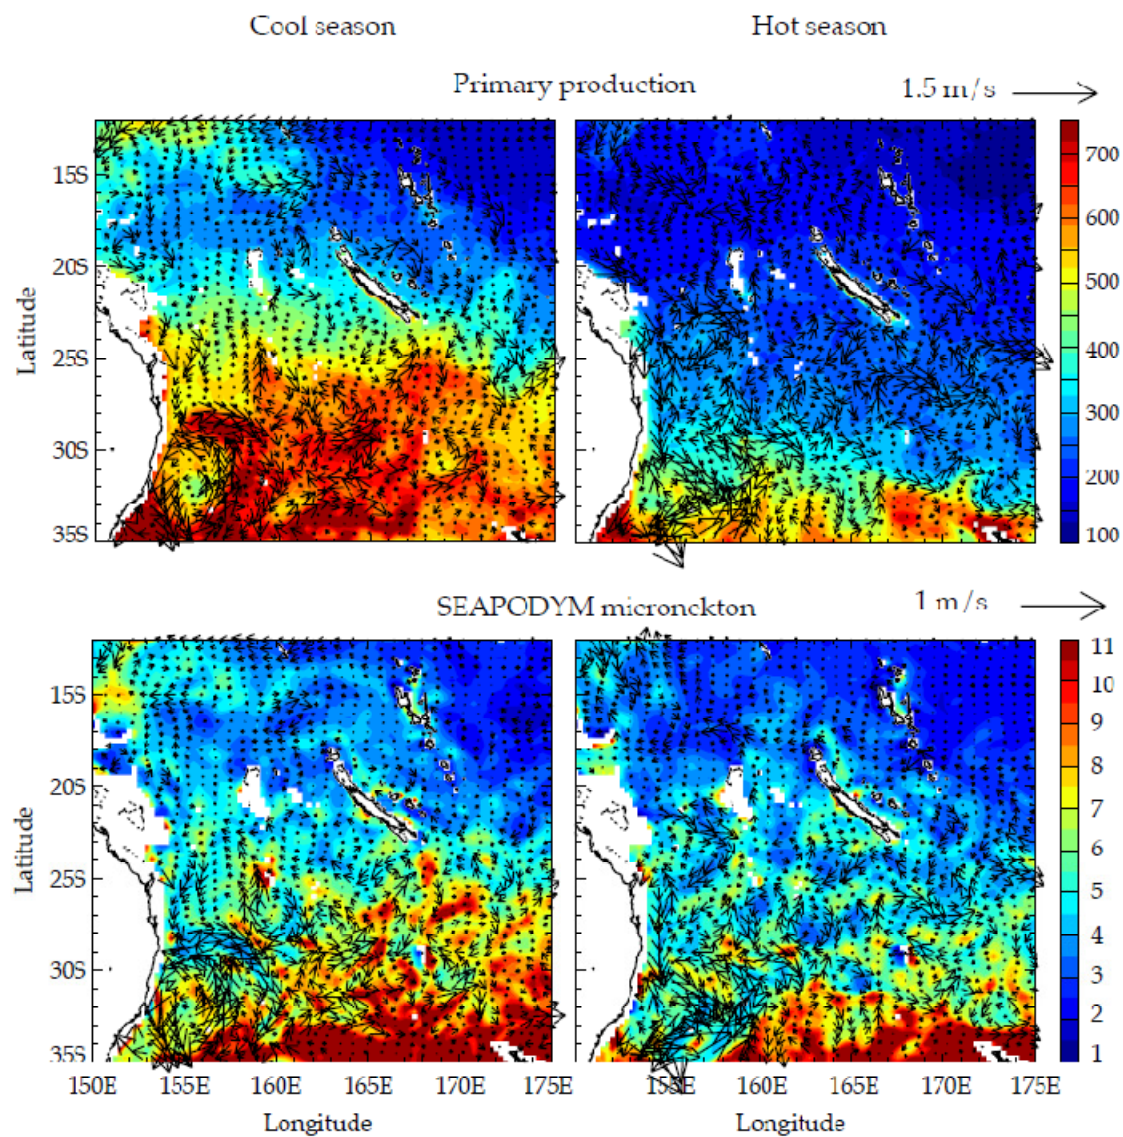 Cool season Hot season
Primary production 1.5 m/s
15S 700
600
20S 500
Latitude
25S 400
300
30S 200
35S 100
SEAPODYM micronckton 1 m/s
11
15S 10
9
20S 8
7
Latitude 6
25S 5
4
30S 3
2
35S 1
150E 155E 160E 165E 170E 175E 155E 160E 165E 170E 175E
Longitude Longitude